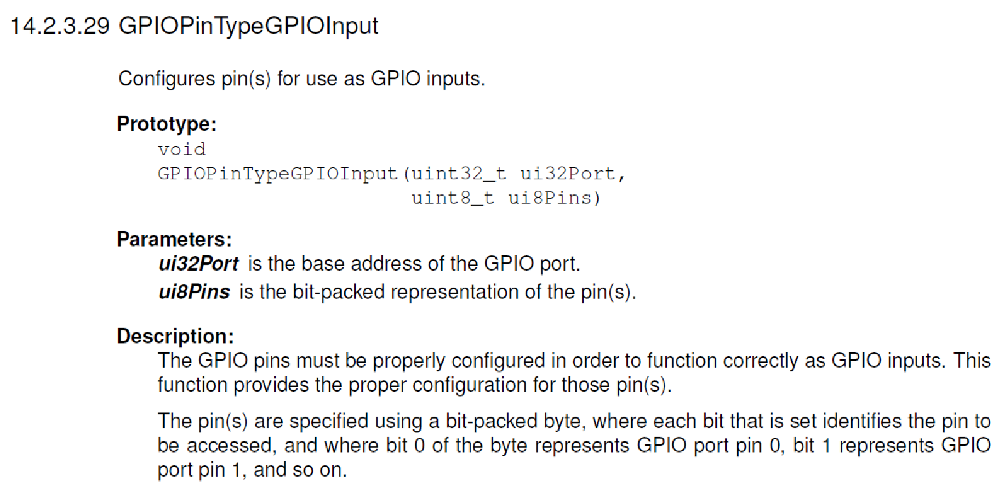 14.2.3.29 GPIOPinTypeGPIOInput
Configures pin(s) for use as GPIO inputs.
Prototype:
void
GPIOPinTypeGPIOInput(uint32_t ui32Port,
uint8_t ui8Pins)
Parameters:
ui32Port is the base address of the GPIO port.
ui8Pins is the bit-packed representation of the pin(s).
Description:
The GPIO pins must be properly configured in order to function correctly as GPIO inputs. This
function provides the proper configuration for those pin(s).
The pin(s) are specified using a bit-packed byte, where each bit that is set identifies the pin to
be accessed, and where bit 0 of the byte represents GPIO port pin 0, bit 1 represents GPIO
port pin 1, and so on.